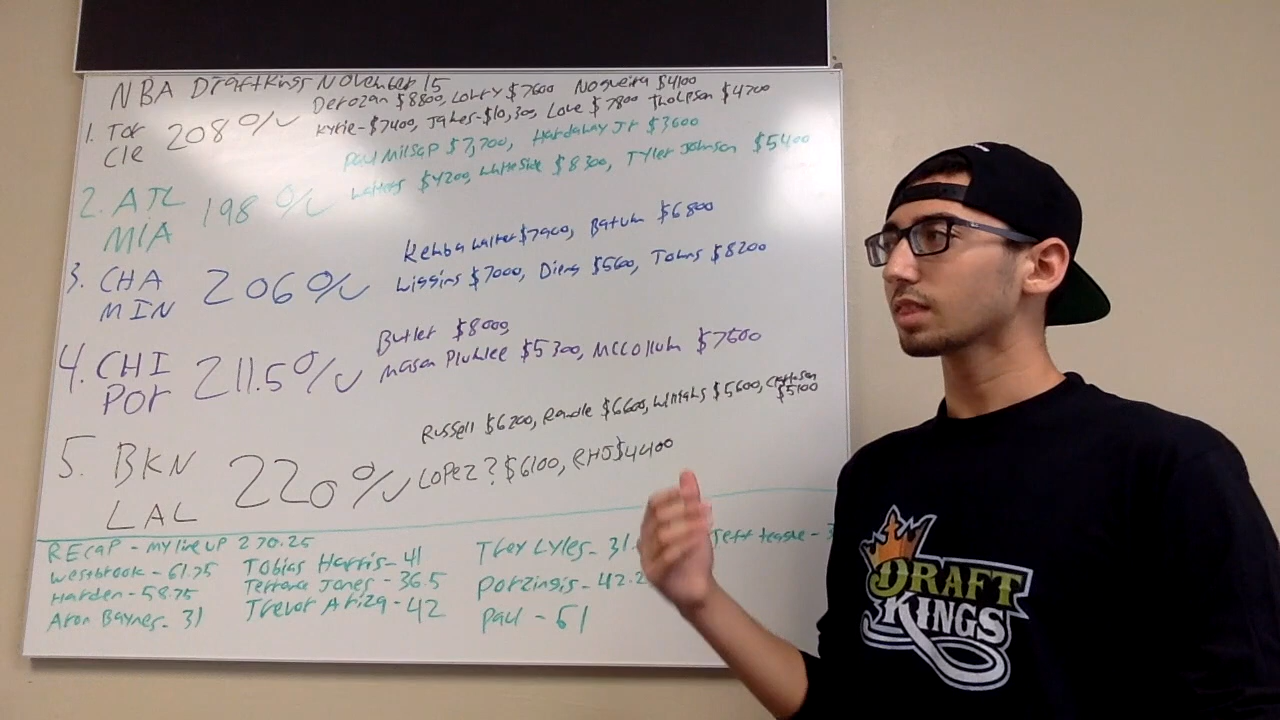 NBA DraftKings November 15
Derozan $8800, Lowry $7600 Nogueira $4100
1. Tor 208%
Cle
Kyrie-$7400, James-$10,300, Love $7800 Thompson $4700
Paul Milsap $7,700, Hardaway Jr $3600
2. ATL 198%
MIA
Waiters $4200, Whiteside $8300, Tyler Johnson $5400
Kemba Walker $7900, Batum $6800
3. CHA 206%
MIN
Wiggins $7000, Dieng $5600, Towns $8200
Butler $8000,
4. CHI 211.5%
POr
Mason Plumlee $5300, McCollum $7600
Russell $6200, Randle $6600, Williams $5600, Clarkson $5100
5. BKN 220%
LAL
Lopez? $6100, RHJ $4400
RECAP - my lineup 270.25
Westbrook - 61.75 Tobias Harris - 41 Trey Lyles - 31. Jeff teague - 3
Harden - 58.75 Terrance Jones - 36.5 Porzingis - 42.2
Aron Baynes - 31 Trevor Ariza - 42 Paul - 51
DRAFT
KINGS